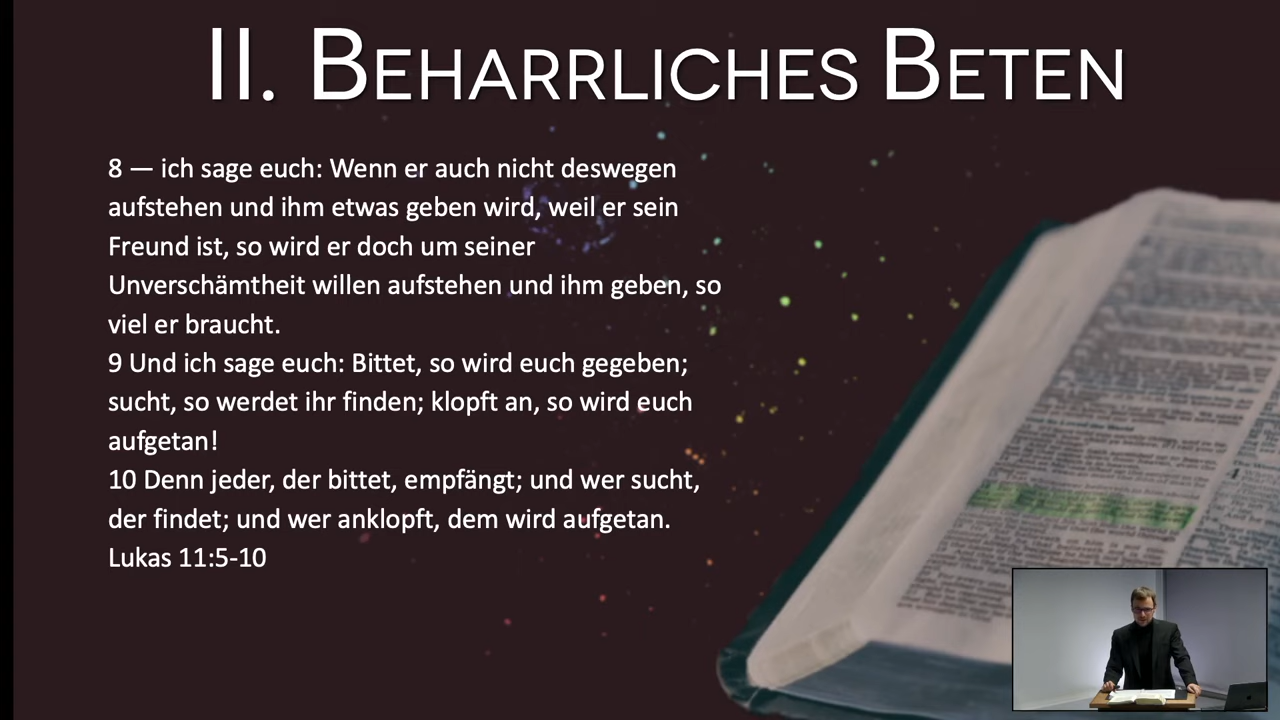 II. Beharrliches Beten
8 — ich sage euch: Wenn er auch nicht deswegen
aufstehen und ihm etwas geben wird, weil er sein
Freund ist, so wird er doch um seiner
Unverschämtheit willen aufstehen und ihm geben, so
viel er braucht.
9 Und ich sage euch: Bittet, so wird euch gegeben;
sucht, so werdet ihr finden; klopft an, so wird euch
aufgetan!
10 Denn jeder, der bittet, empfängt; und wer sucht,
der findet; und wer anklopft, dem wird aufgetan.
Lukas 11:5-10